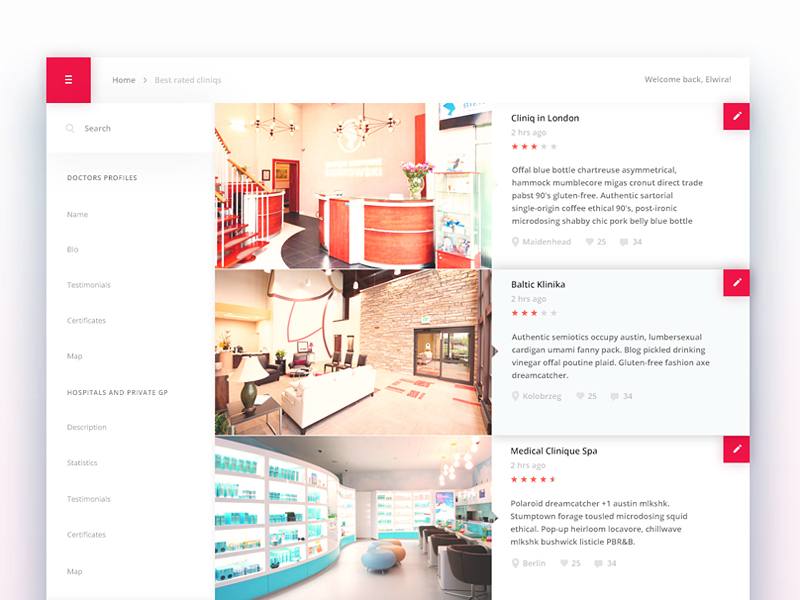 Home > Best rated cliniqs
Welcome back, Elwira!
Search
DOCTORS PROFILES
Name
Bio
Testimonials
Certificates
Map
HOSPITALS AND PRIVATE GP
Description
Statistics
Testimonials
Certificates
Map
Cliniq in London
2 hrs ago
Offal blue bottle chartreuse asymmetrical,
hammock mumblecore migas cronut direct trade
pabst 90's gluten-free. Authentic sartorial
single-origin coffee ethical 90's, post-ironic
microdosing shabby chic pork belly blue bottle
Maidenhead 25 34
Baltic Klinika
2 hrs ago
Authentic semiotics occupy austin, lumbersexual
cardigan umami fanny pack. Blog pickled drinking
vinegar offal poutine plaid. Gluten-free fashion axe
dreamcatcher.
Kolobrzeg 25 34
Medical Clinique Spa
2 hrs ago
Polaroid dreamcatcher +1 austin mlkshk.
Stumptown forage tousled microdosing squid
ethical. Pop-up heirloom locavore, chillwave
mlkshk bushwick listicle PBR&B.
Berlin 25 34